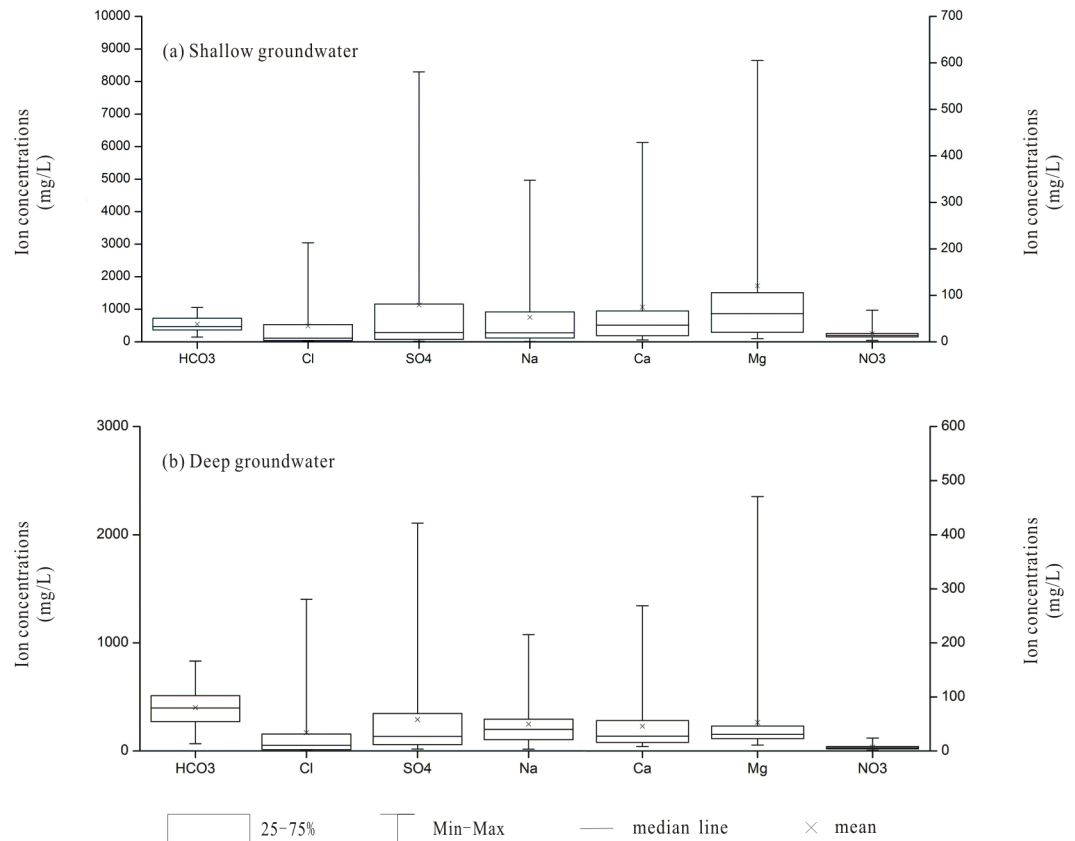 (a) Shallow groundwater
Ion concentrations
(mg/L)
10000
9000
8000
7000
6000
5000
4000
3000
2000
1000
0
700
600
500
400
300
200
100
0
Ion concentrations
(mg/L)
HCO3 Cl SO4 Na Ca Mg NO3
(b) Deep groundwater
Ion concentrations
(mg/L)
3000
2000
1000
0
600
500
400
300
200
100
0
Ion concentrations
(mg/L)
HCO3 Cl SO4 Na Ca Mg NO3
25-75% Min-Max median line mean